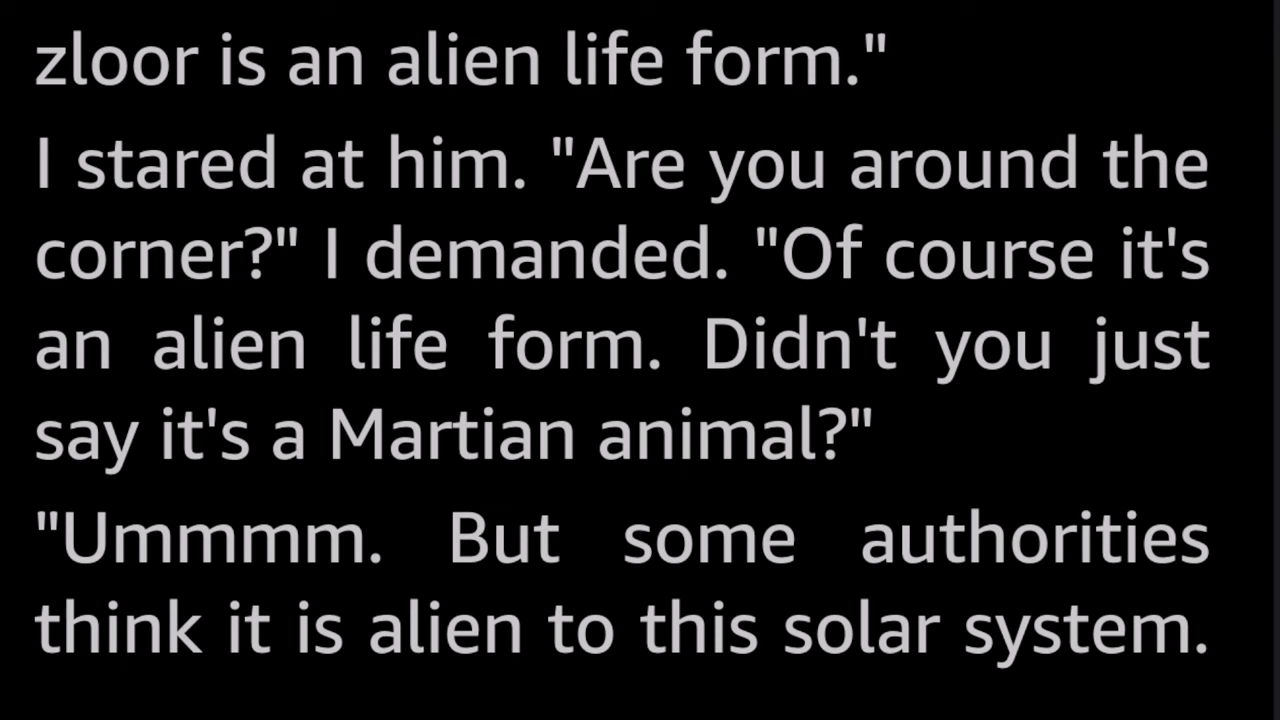 zloor is an alien life form."
I stared at him. "Are you around the
corner?" I demanded. "Of course it's
an alien life form. Didn't you just
say it's a Martian animal?"
"Ummmm. But some authorities
think it is alien to this solar system.